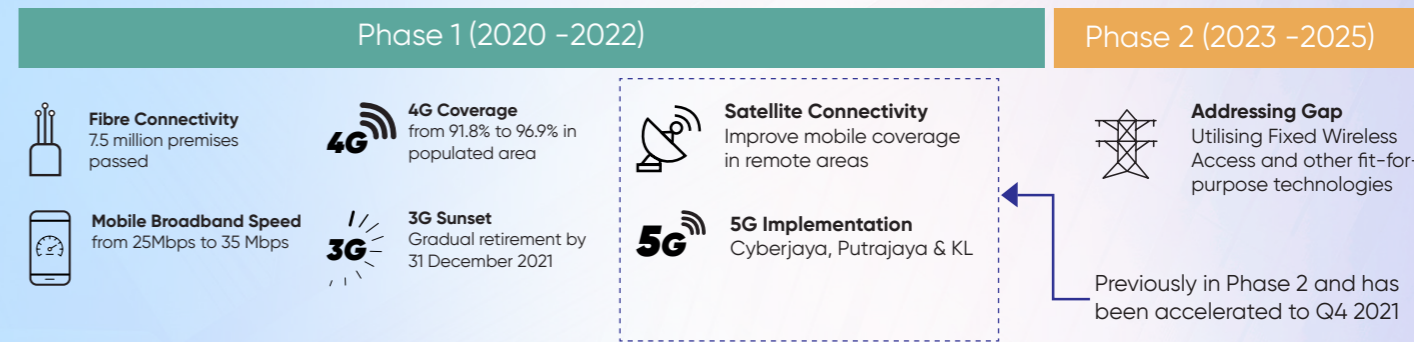 Phase 1 (2020 -2022)
Phase 2 (2023 -2025)
Fibre Connectivity
7.5 million premises
passed
4G
4G Coverage
from 91.8% to 96.9% in
populated area
Satellite Connectivity
Improve mobile coverage
in remote areas
Addressing Gap
Utilising Fixed Wireless
Access and other fit-for-
purpose technologies
Mobile Broadband Speed
from 25Mbps to 35 Mbps
3G
3G Sunset
Gradual retirement by
31 December 2021
5G
5G Implementation
Cyberjaya, Putrajaya & KL
Previously in Phase 2 and has
been accelerated to Q4 2021